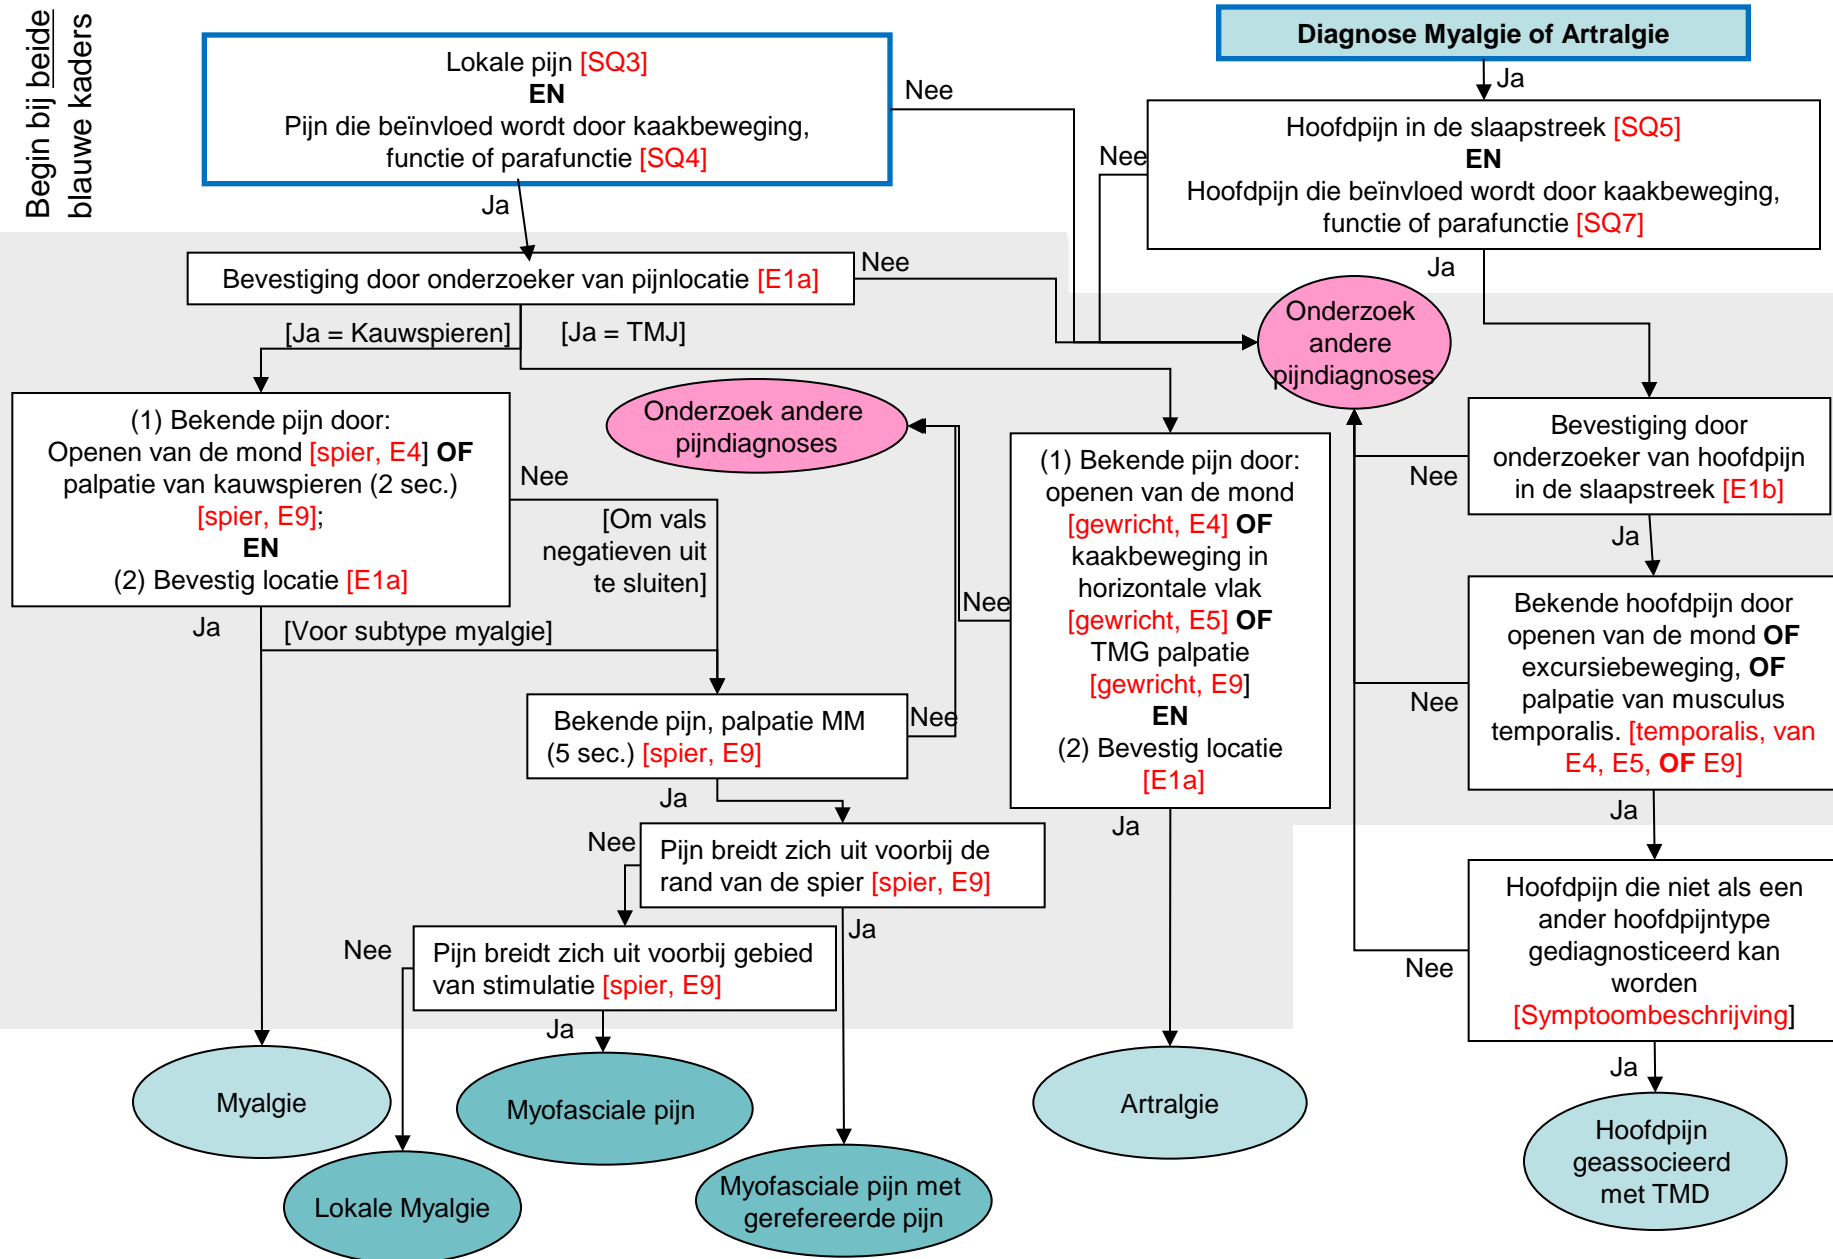 Begin bij beide
blauwe kaders
Lokale pijn [SQ3]
EN
Pijn die beïnvloed wordt door kaakbeweging,
functie of parafunctie [SQ4]
Nee
Ja
Diagnose Myalgie of Artralgie
Ja
Hoofdpijn in de slaapstreek [SQ5]
EN
Hoofdpijn die beïnvloed wordt door kaakbeweging,
functie of parafunctie [SQ7]
Nee
Ja
Bevestiging door onderzoeker van pijnlocatie [E1a]
Nee
[Ja = Kauwspieren]
[Ja = TMJ]
Onderzoek
andere
pijndiagnoses
(1) Bekende pijn door:
Openen van de mond [spier, E4] OF
palpatie van kauwspieren (2 sec.)
[spier, E9];
EN
(2) Bevestig locatie [E1a]
Nee
[Om vals
negatieven uit
te sluiten]
Ja
[Voor subtype myalgie]
Onderzoek andere
pijndiagnoses
(1) Bekende pijn door:
openen van de mond
[gewricht, E4] OF
kaakbeweging in
horizontale vlak
[gewricht, E5] OF
TMG palpatie
[gewricht, E9]
EN
(2) Bevestig locatie
[E1a]
Nee
Ja
Bevestiging door
onderzoeker van hoofdpijn
in de slaapstreek [E1b]
Nee
Ja
Bekende hoofdpijn door
openen van de mond OF
excursiebeweging, OF
palpatie van musculus
temporalis. [temporalis, van
E4, E5, OF E9]
Nee
Ja
Bekende pijn, palpatie MM
(5 sec.) [spier, E9]
Nee
Ja
Pijn breidt zich uit voorbij de
rand van de spier [spier, E9]
Nee
Ja
Pijn breidt zich uit voorbij gebied
van stimulatie [spier, E9]
Nee
Ja
Hoofdpijn die niet als een
ander hoofdpijntype
gediagnosticeerd kan
worden
[Symptoombeschrijving]
Nee
Ja
Myalgie
Myofasciale pijn
Artralgie
Lokale Myalgie
Myofasciale pijn met
gerefereerde pijn
Hoofdpijn
geassocieerd
met TMD